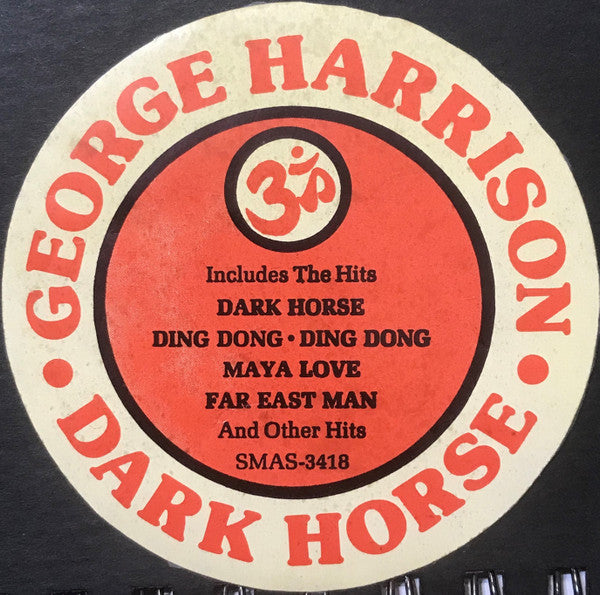 • GEORGE HARRISON •
DARK HORSE
ॐ
Includes The Hits
DARK HORSE
DING DONG • DING DONG
MAYA LOVE
FAR EAST MAN
And Other Hits
SMAS-3418